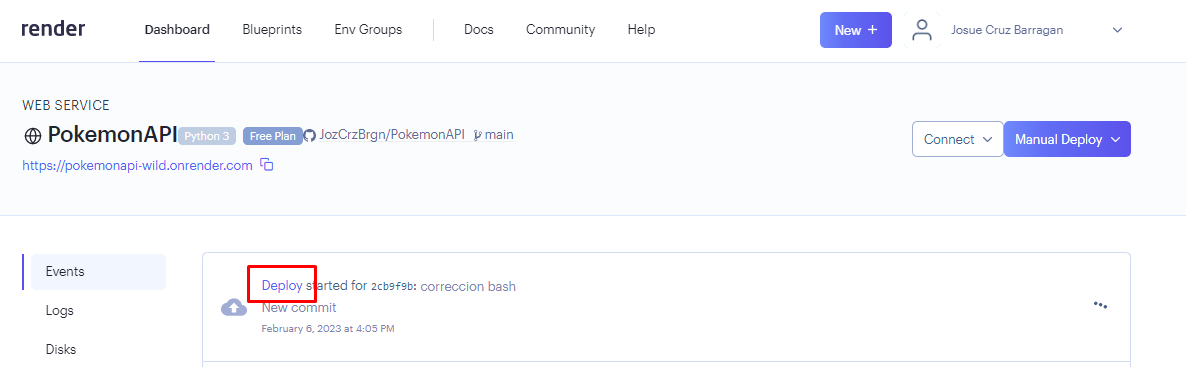 render Dashboard Blueprints Env Groups Docs Community Help New + Josue Cruz Barragan
WEB SERVICE
PokemonAPI Python 3 Free Plan JozCrzBrgn/PokemonAPI main Connect Manual Deploy
https://pokemonapi-wild.onrender.com
Events
Logs
Disks
Deploy started for 2cb9f9b: correccion bash
New commit
February 6, 2023 at 4:05 PM